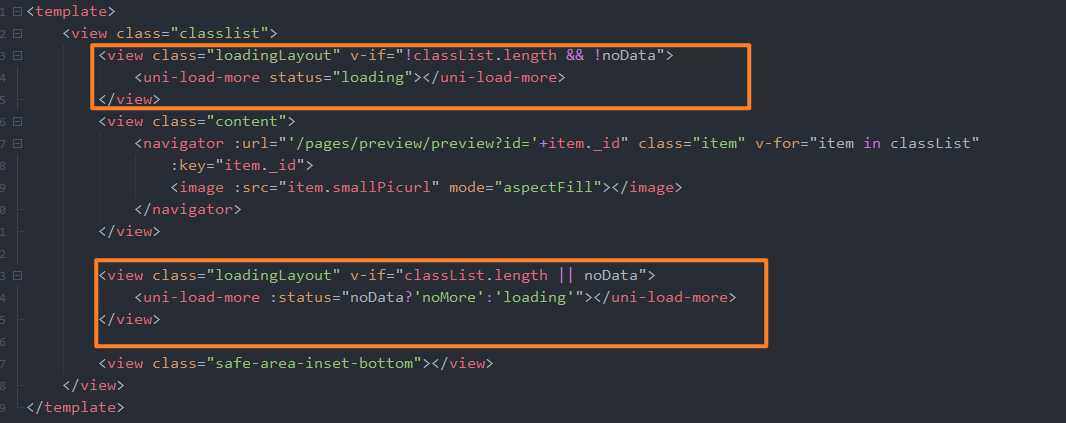 1 <template>
2 <view class="classlist">
3 <view class="loadingLayout" v-if="!classList.length && !noData">
4 <uni-load-more status="loading"></uni-load-more>
5 </view>
6 <view class="content">
7 <navigator :url="'/pages/preview/preview?id='+item._id" class="item" v-for="item in classList"
8 :key="item._id">
9 <image :src="item.smallPicurl" mode="aspectFill"></image>
0 </navigator>
1 </view>
2
3 <view class="loadingLayout" v-if="classList.length || noData">
4 <uni-load-more :status="noData?'noMore':'loading'"></uni-load-more>
5 </view>
6
7 <view class="safe-area-inset-bottom"></view>
8 </view>
9 </template>